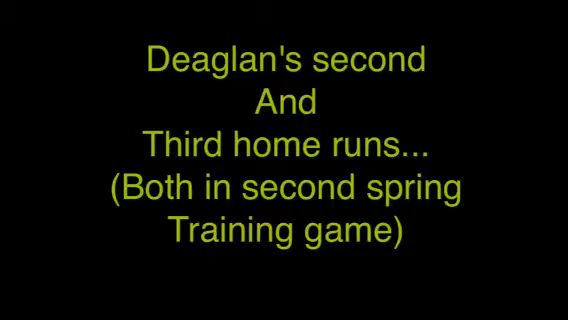 Deaglan's second
And
Third home runs...
(Both in second spring
Training game)